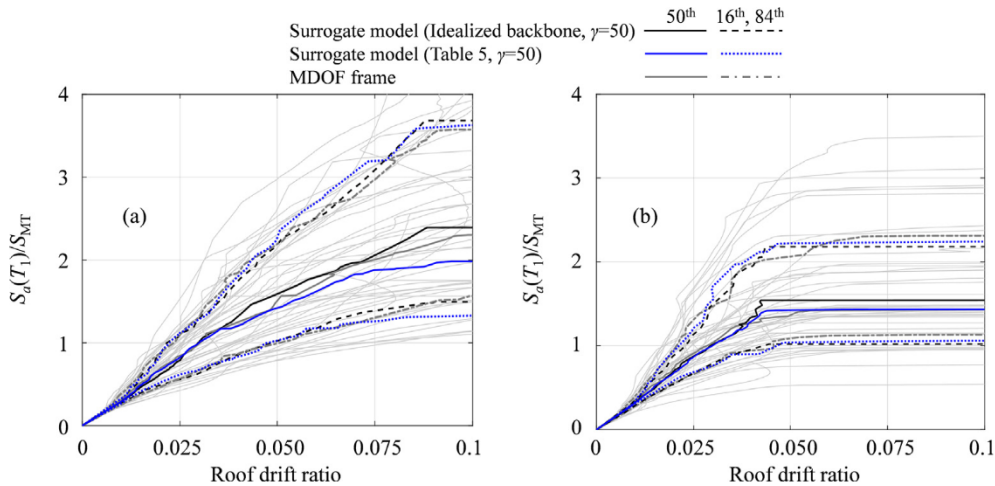 50th 16th, 84th
Surrogate model (Idealized backbone, γ=50)
Surrogate model (Table 5, γ=50)
MDOF frame
4
3
2
1
0
Sa(T1)/SMT
(a)
0 0.025 0.050 0.075 0.1
Roof drift ratio
4
3
2
1
0
Sa(T1)/SMT
(b)
0 0.025 0.050 0.075 0.1
Roof drift ratio